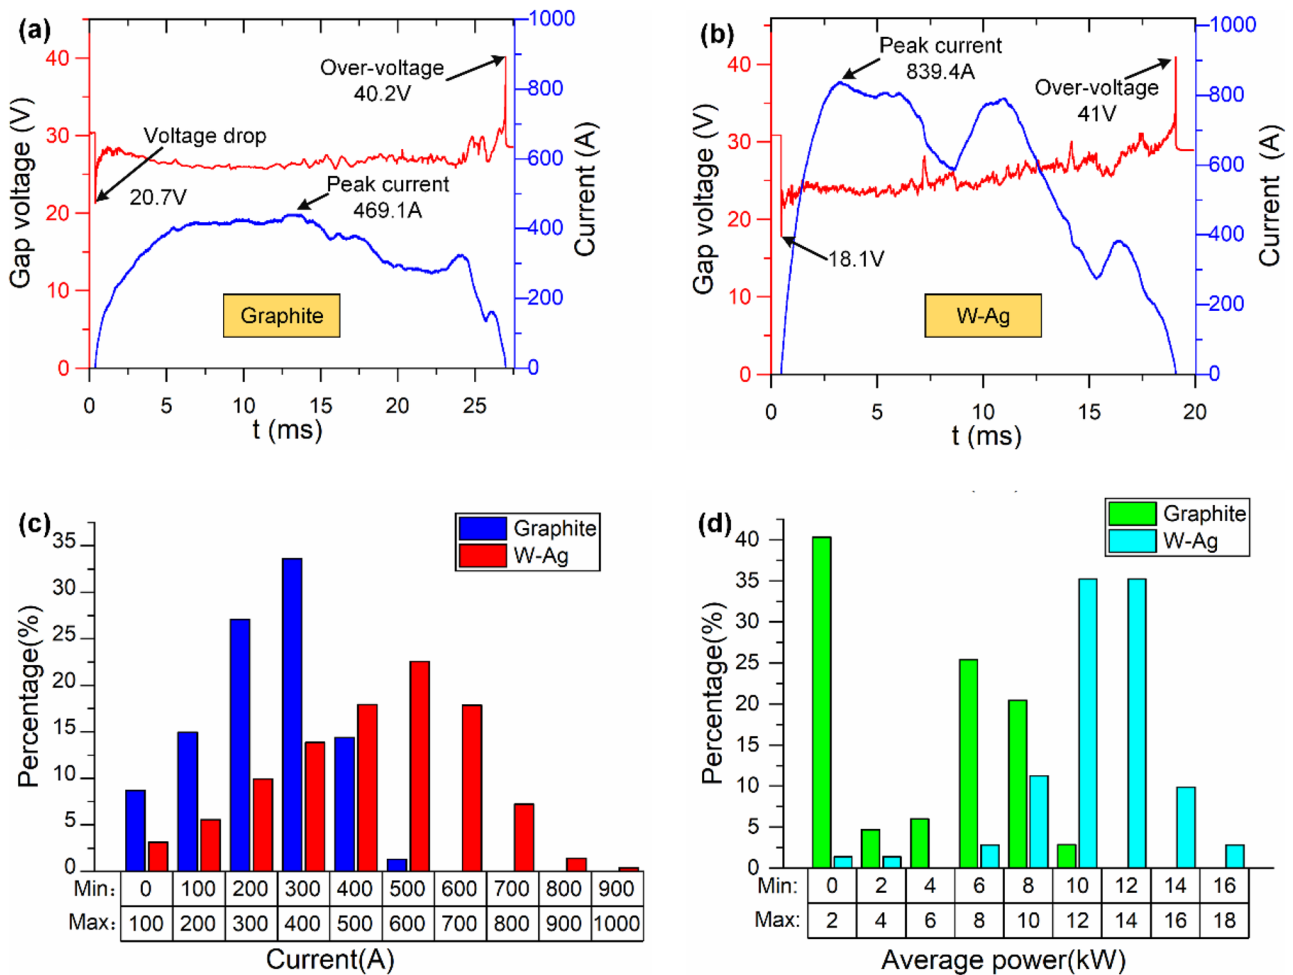 (a)
Gap voltage (V)
40
30
20
10
0
1000
800
600
400
200
0
Current (A)
Over-voltage
40.2V
Voltage drop
20.7V
Peak current
469.1A
Graphite
0 5 10 15 20 25
t (ms)
(b)
Gap voltage (V)
40
30
20
10
0
1000
800
600
400
200
0
Current (A)
Peak current
839.4A
Over-voltage
41V
18.1V
W-Ag
0 5 10 15 20
t (ms)
(c)
Percentage(%)
35
30
25
20
15
10
5
0
Graphite
W-Ag
Min: 0 100 200 300 400 500 600 700 800 900
Max: 100 200 300 400 500 600 700 800 900 1000
Current(A)
(d)
Percentage(%)
40
35
30
25
20
15
10
5
0
Graphite
W-Ag
Min: 0 2 4 6 8 10 12 14 16
Max: 2 4 6 8 10 12 14 16 18
Average power(kW)